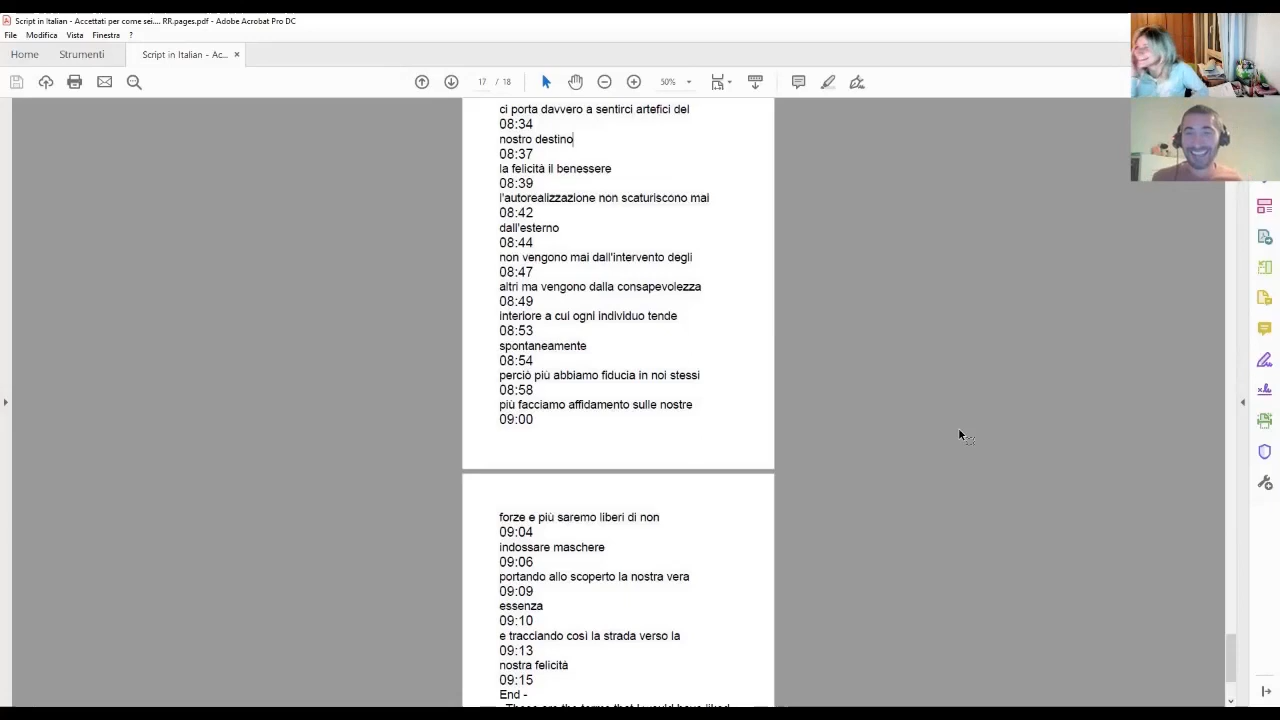 Script in Italian - Accettati per come sei.... RR.pages.pdf - Adobe Acrobat Pro DC
File Modifica Vista Finestra ?
Home Strumenti Script in Italian - Ac... ×
17 / 18 50%
ci porta davvero a sentirci artefici del
08:34
nostro destino
08:37
la felicità il benessere
08:39
l'autorealizzazione non scaturiscono mai
08:42
dall'esterno
08:44
non vengono mai dall'intervento degli
08:47
altri ma vengono dalla consapevolezza
08:49
interiore a cui ogni individuo tende
08:53
spontaneamente
08:54
perciò più abbiamo fiducia in noi stessi
08:58
più facciamo affidamento sulle nostre
09:00
forze e più saremo liberi di non
09:04
indossare maschere
09:06
portando allo scoperto la nostra vera
09:09
essenza
09:10
e tracciando così la strada verso la
09:13
nostra felicità
09:15
End -